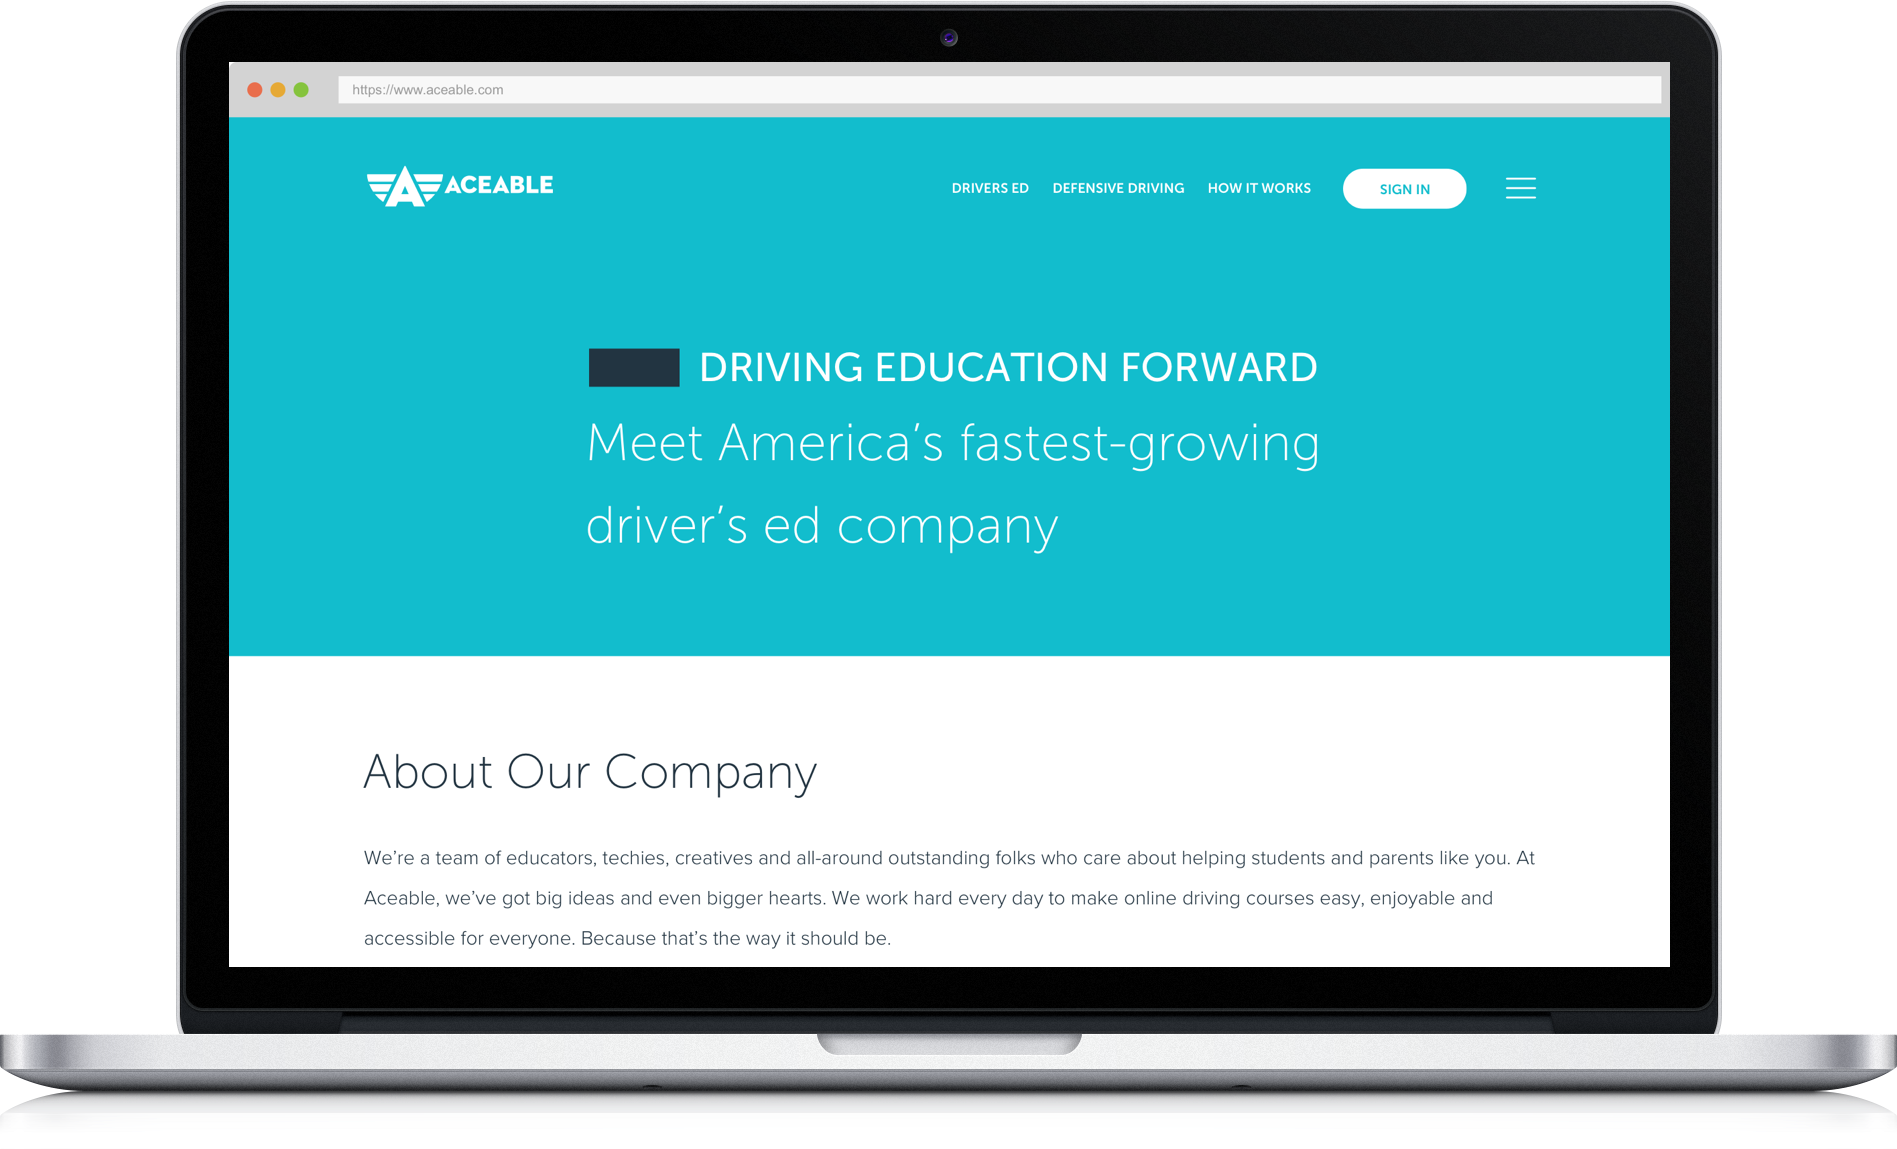 https://www.aceable.com
ACEABLE
DRIVERS ED DEFENSIVE DRIVING HOW IT WORKS SIGN IN
DRIVING EDUCATION FORWARD
Meet America’s fastest-growing
driver’s ed company
About Our Company
We’re a team of educators, techies, creatives and all-around outstanding folks who care about helping students and parents like you. At
Aceable, we’ve got big ideas and even bigger hearts. We work hard every day to make online driving courses easy, enjoyable and
accessible for everyone. Because that’s the way it should be.